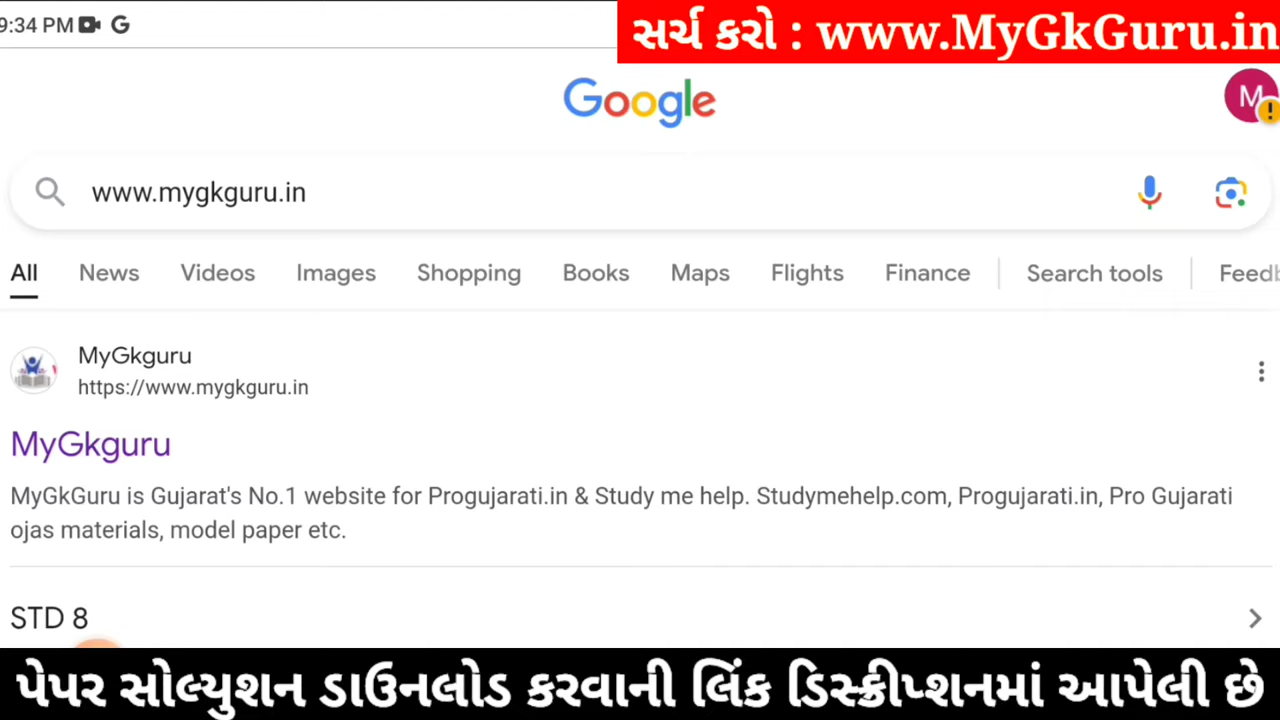 9:34 PM
સર્ચ કરો : www.MyGkGuru.in
Google
M
www.mygkguru.in
All News Videos Images Shopping Books Maps Flights Finance Search tools
MyGkguru
https://www.mygkguru.in
MyGkguru
MyGkGuru is Gujarat's No.1 website for Progujarati.in & Study me help. Studymehelp.com, Progujarati.in, Pro Gujarati
ojas materials, model paper etc.
STD 8
પેપર સોલ્યુશન ડાઉનલોડ કરવાની લિંક ડિસ્ક્રીપ્શનમાં આપેલી છે